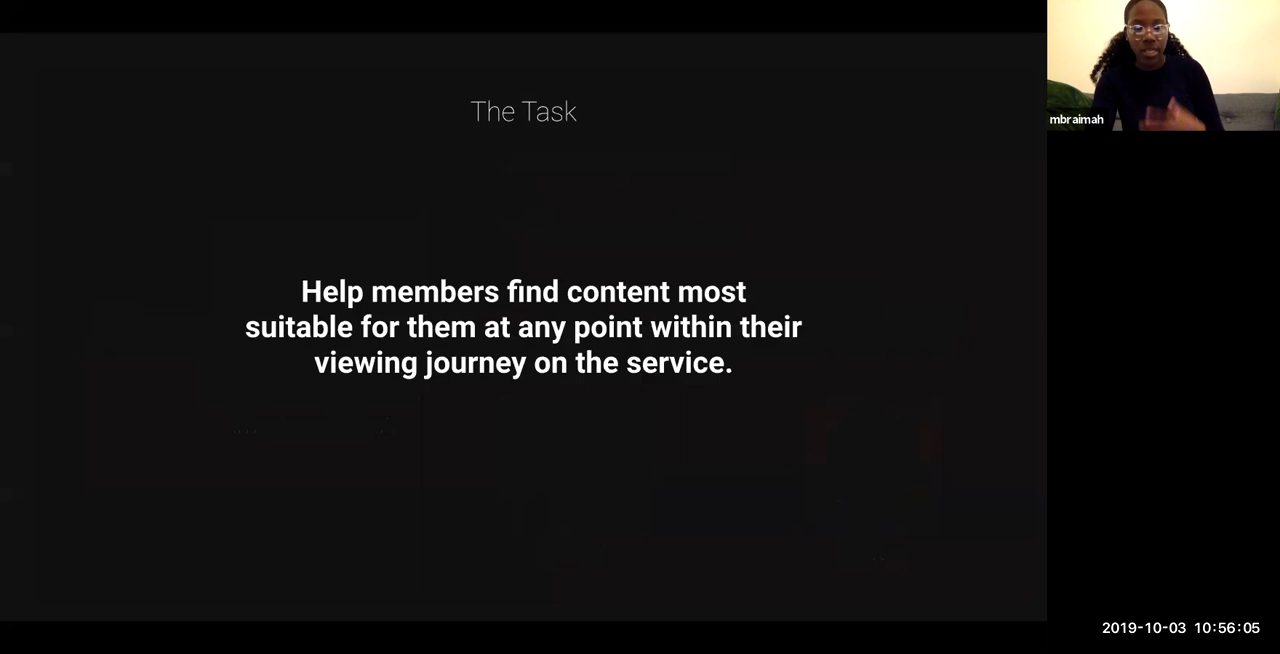 The Task
Help members find content most
suitable for them at any point within their
viewing journey on the service.
mbraimah
2019-10-03 10:56:05